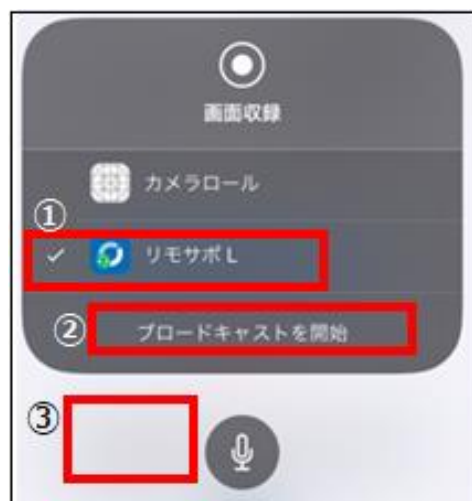 画面収録
カメラロール
①
リモサポL
②
ブロードキャストを開始
③